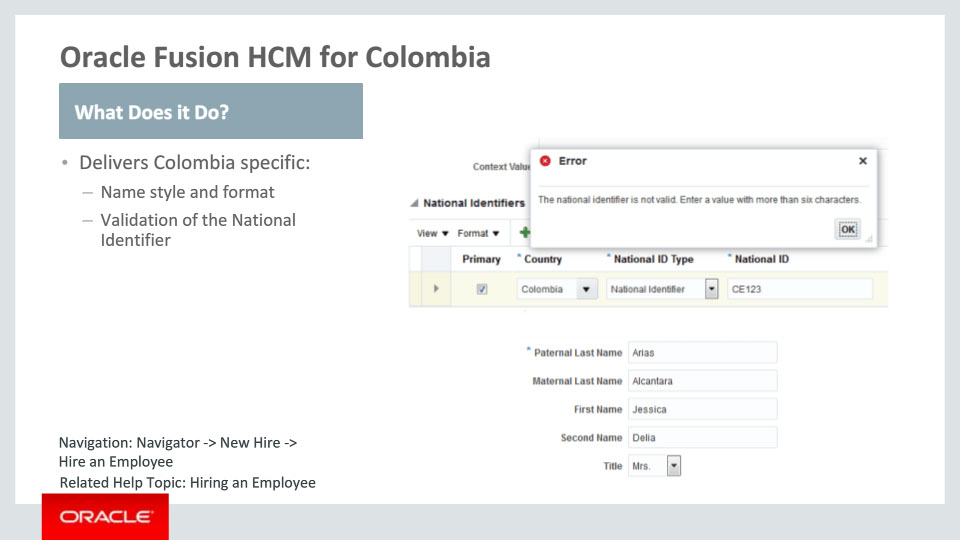 Oracle Fusion HCM for Colombia
What Does it Do?
• Delivers Colombia specific:
– Name style and format
– Validation of the National
Identifier
Context Value
Error
The national identifier is not valid. Enter a value with more than six characters.
OK
National Identifiers
View Format
Primary * Country * National ID Type * National ID
Colombia National Identifier CE123
* Paternal Last Name Arias
Maternal Last Name Alcantara
First Name Jessica
Second Name Delia
Title Mrs.
Navigation: Navigator -> New Hire ->
Hire an Employee
Related Help Topic: Hiring an Employee
ORACLE